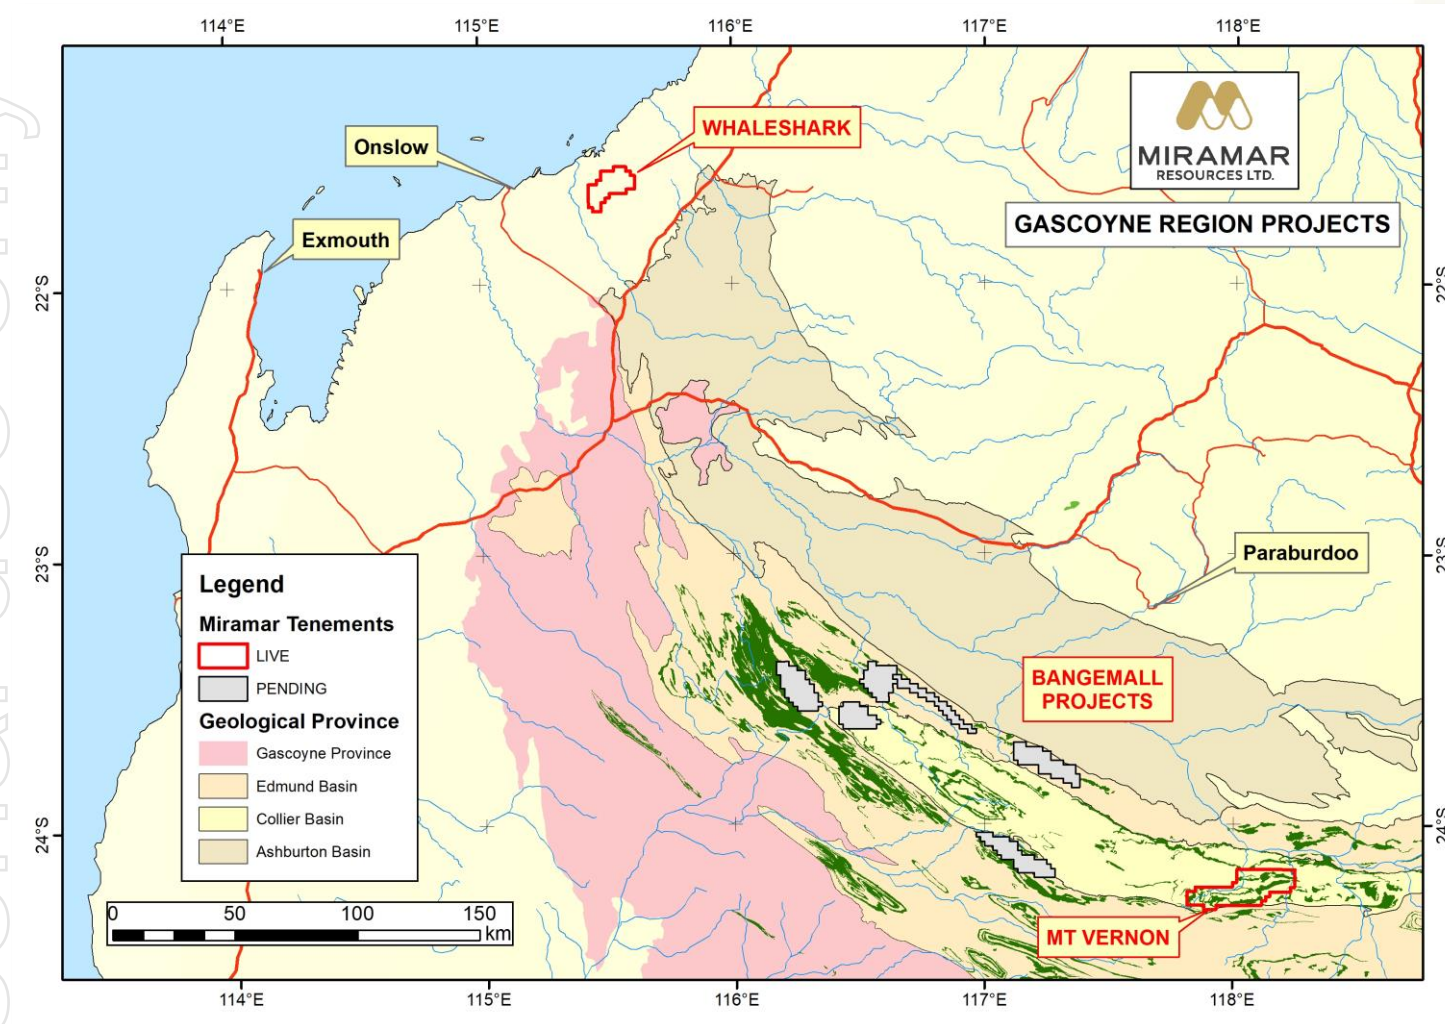 114°E
115°E
116°E
117°E
118°E
WHALESHARK
Onslow
MIRAMAR
RESOURCES LTD.
GASCOYNE REGION PROJECTS
Exmouth
22°S
22°S
23°S
23°S
Paraburdoo
Legend
Miramar Tenements
LIVE
PENDING
Geological Province
Gascoyne Province
Edmund Basin
Collier Basin
Ashburton Basin
BANGEMALL
PROJECTS
24°S
24°S
0 50 100 150
km
MT VERNON
114°E
115°E
116°E
117°E
118°E